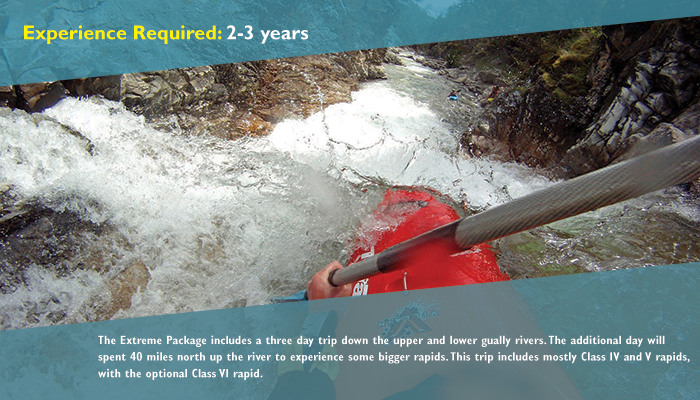 Experience Required: 2-3 years
The Extreme Package includes a three day trip down the upper and lower gually rivers. The additional day will
spent 40 miles north up the river to experience some bigger rapids. This trip includes mostly Class IV and V rapids,
with the optional Class VI rapid.